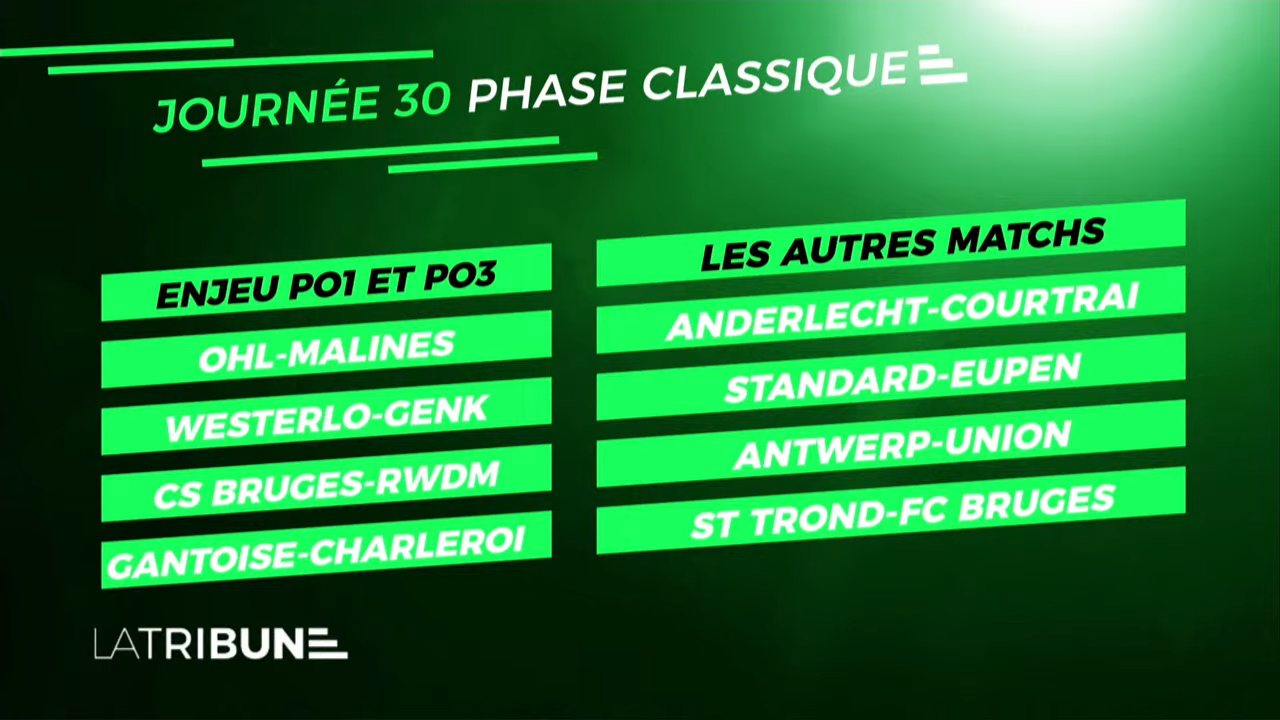 JOURNÉE 30 PHASE CLASSIQUE
ENJEU PO1 ET PO3
OHL-MALINES
WESTERLO-GENK
CS BRUGES-RWDM
GANTOISE-CHARLEROI
LES AUTRES MATCHS
ANDERLECHT-COURTRAI
STANDARD-EUPEN
ANTWERP-UNION
ST TROND-FC BRUGES
LATRIBUNE